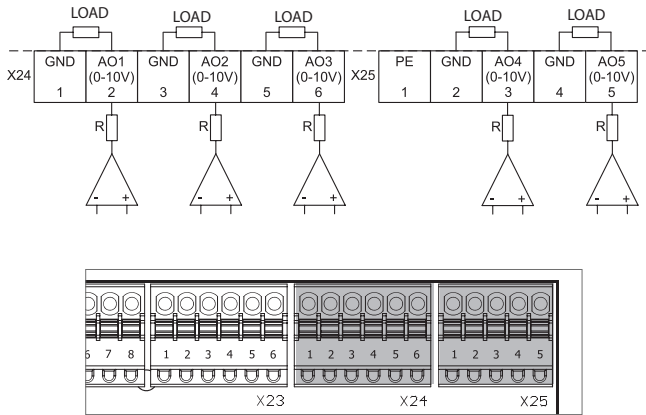 LOAD LOAD LOAD LOAD LOAD
X24 GND AO1 GND AO2 GND AO3 X25 PE GND AO4 GND AO5
(0-10V) (0-10V) (0-10V) (0-10V) (0-10V)
1 2 3 4 5 6 1 2 3 4 5
R R R R R
- + - + - + - + - +
6 7 8 1 2 3 4 5 6 1 2 3 4 5 6 1 2 3 4 5
X23 X24 X25